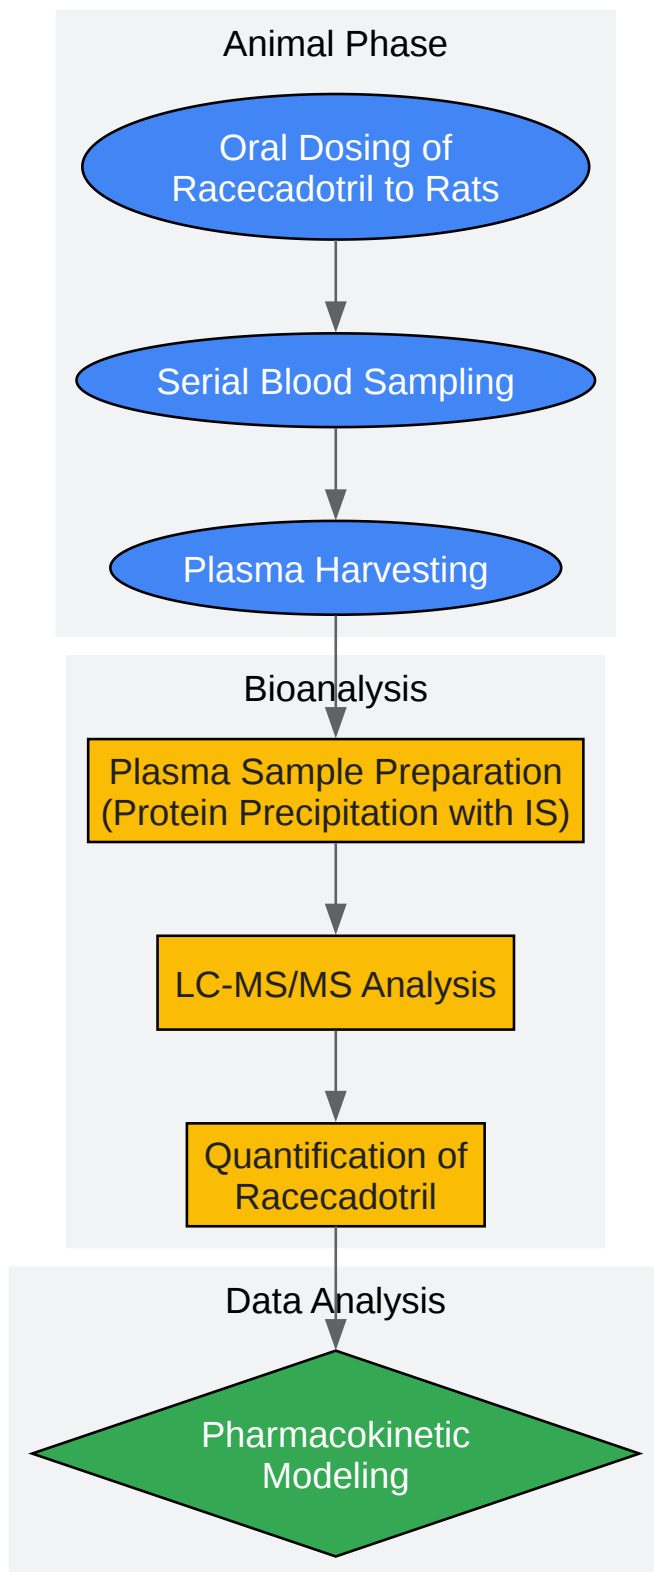 Animal Phase
Oral Dosing of
Racecadotril to Rats
Serial Blood Sampling
Plasma Harvesting
Bioanalysis
Plasma Sample Preparation
(Protein Precipitation with IS)
LC-MS/MS Analysis
Quantification of
Racecadotril
Data Analysis
Pharmacokinetic
Modeling